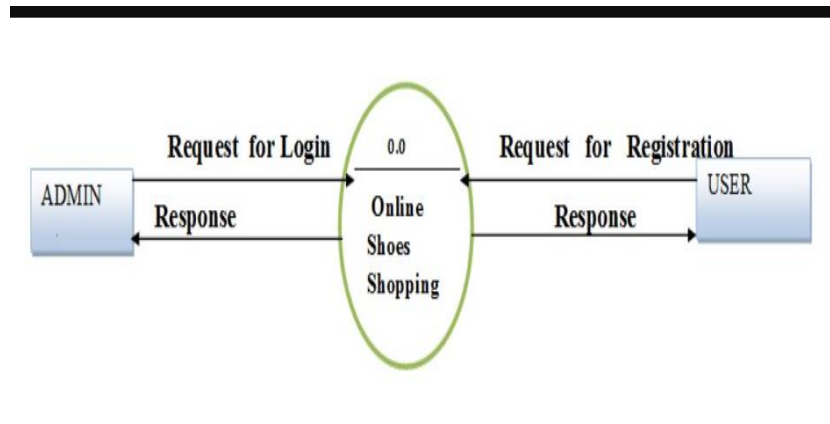 Request for Login
0.0
Request for Registration
ADMIN
USER
Response
Online
Shoes
Shopping
Response